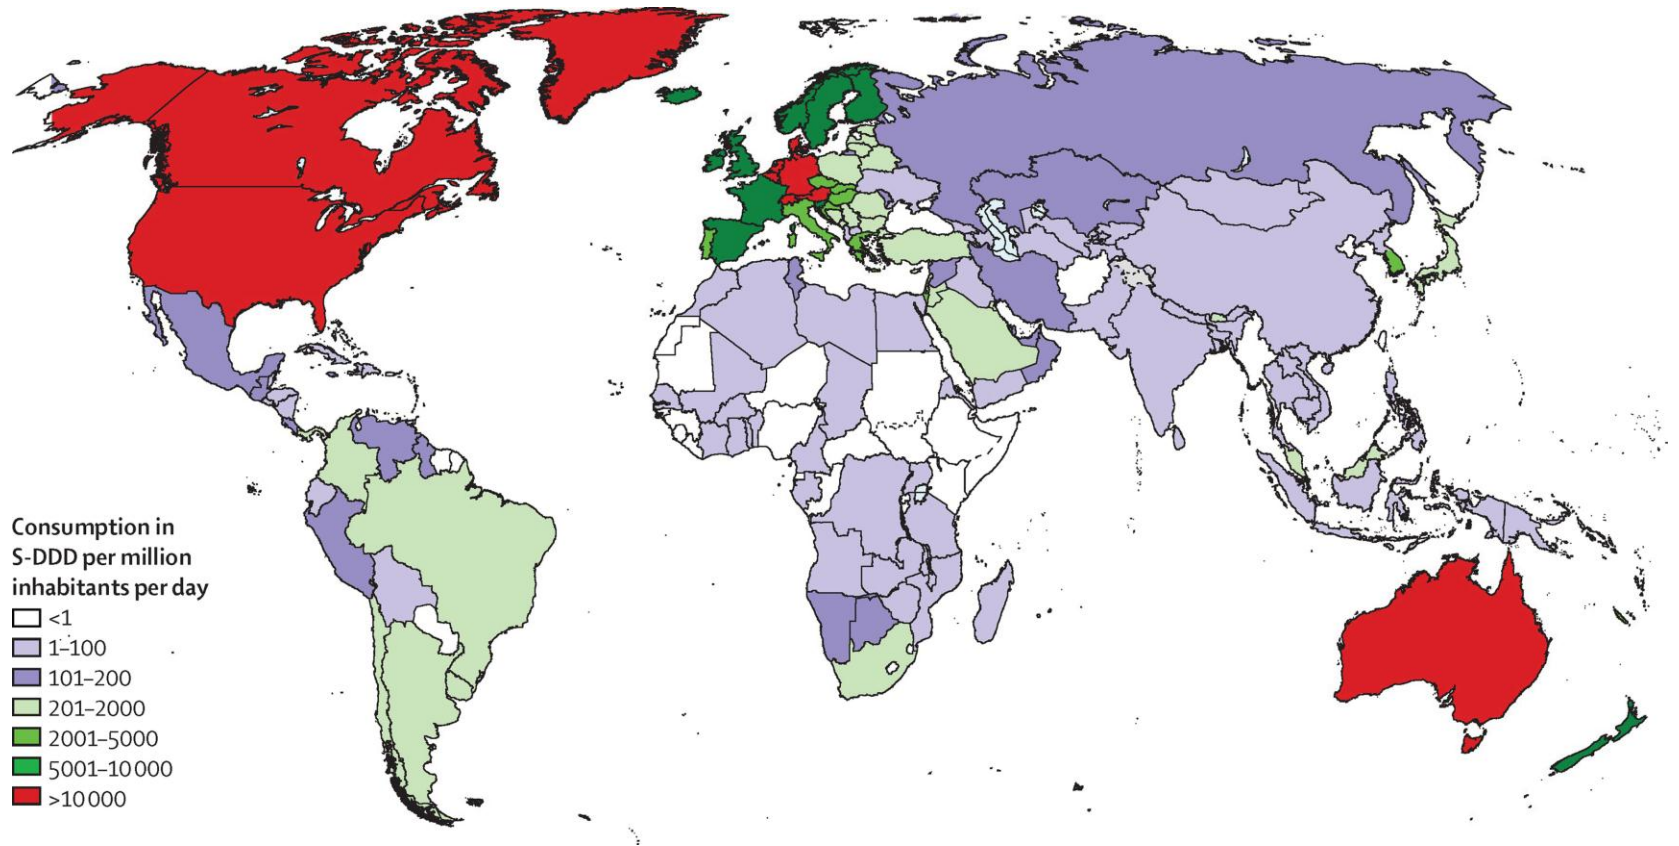 Consumption in
S-DDD per million
inhabitants per day
<1
1–100
101–200
201–2000
2001–5000
5001–10 000
>10 000